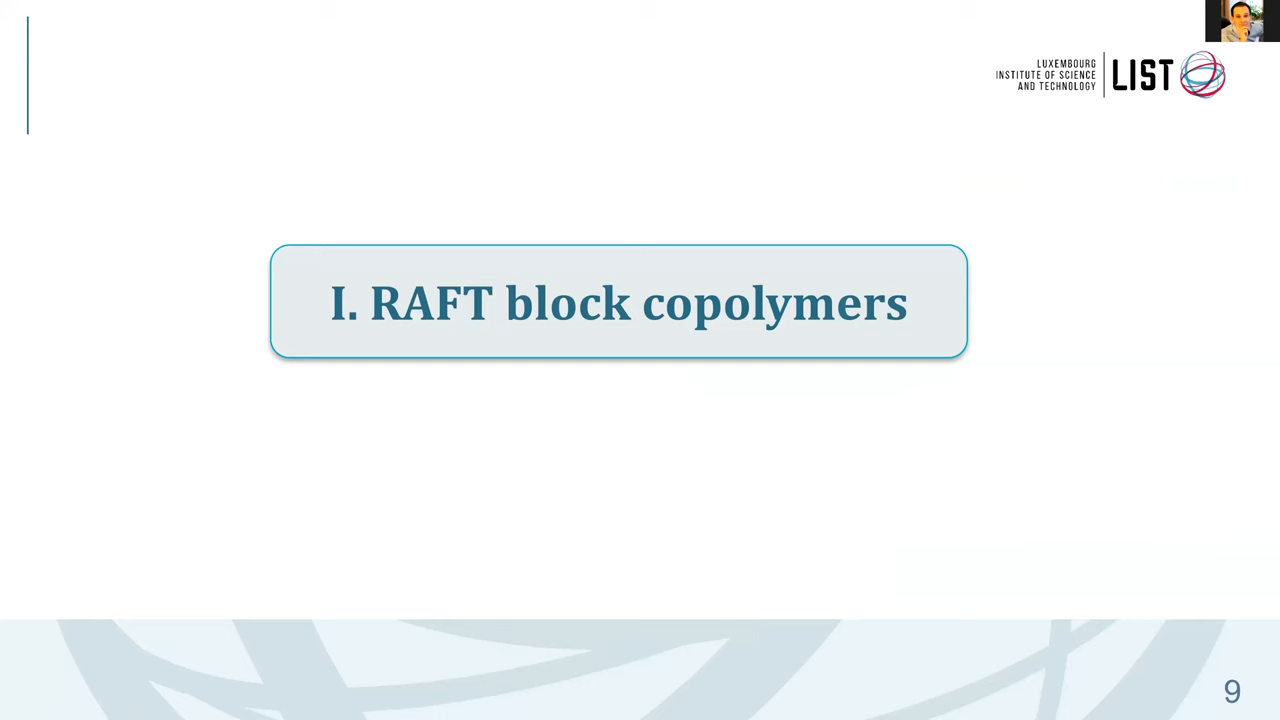 LUXEMBOURG
INSTITUTE OF SCIENCE
AND TECHNOLOGY
LIST
I. RAFT block copolymers
9